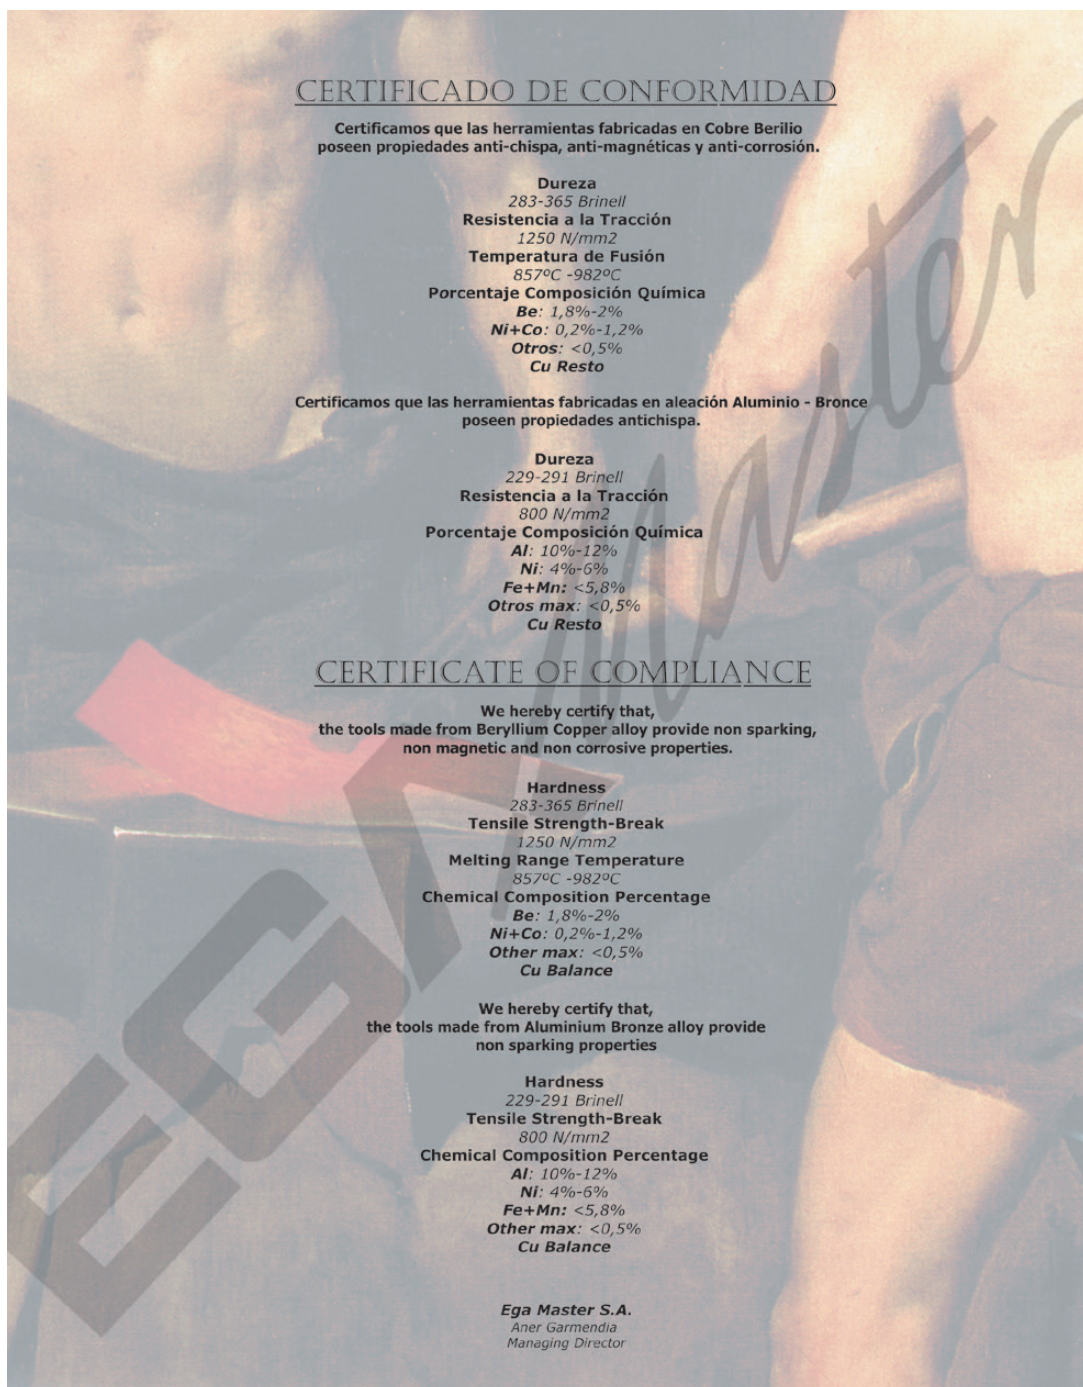 CERTIFICADO DE CONFORMIDAD
Certificamos que las herramientas fabricadas en Cobre Berilio
poseen propiedades anti-chispa, anti-magnéticas y anti-corrosión.
Dureza
283-365 Brinell
Resistencia a la Tracción
1250 N/mm2
Temperatura de Fusión
857ºC -982ºC
Porcentaje Composición Química
Be: 1,8%-2%
Ni+Co: 0,2%-1,2%
Otros: <0,5%
Cu Resto
Certificamos que las herramientas fabricadas en aleación Aluminio - Bronce
poseen propiedades antichispa.
Dureza
229-291 Brinell
Resistencia a la Tracción
800 N/mm2
Porcentaje Composición Química
Al: 10%-12%
Ni: 4%-6%
Fe+Mn: <5,8%
Otros max: <0,5%
Cu Resto
CERTIFICATE OF COMPLIANCE
We hereby certify that,
the tools made from Beryllium Copper alloy provide non sparking,
non magnetic and non corrosive properties.
Hardness
283-365 Brinell
Tensile Strength-Break
1250 N/mm2
Melting Range Temperature
857ºC -982ºC
Chemical Composition Percentage
Be: 1,8%-2%
Ni+Co: 0,2%-1,2%
Other max: <0,5%
Cu Balance
We hereby certify that,
the tools made from Aluminium Bronze alloy provide
non sparking properties
Hardness
229-291 Brinell
Tensile Strength-Break
800 N/mm2
Chemical Composition Percentage
Al: 10%-12%
Ni: 4%-6%
Fe+Mn: <5,8%
Other max: <0,5%
Cu Balance
Ega Master S.A.
Aner Garmendia
Managing Director
EGA Master